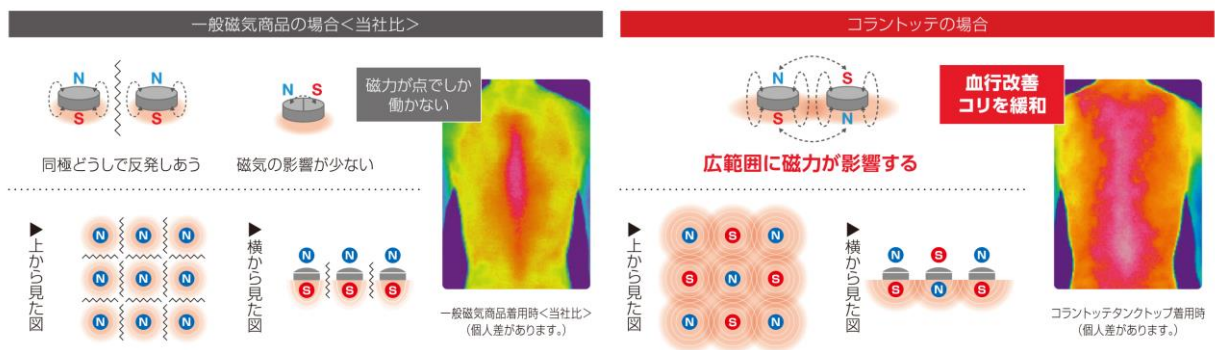 一般磁気商品の場合<当社比>
N
N
S
S
同極どうしで反発しあう
N S
磁気の影響が少ない
磁力が点でしか
働かない
▶上から見た図
N N N
N N N
N N N
▶横から見た図
N N N
S S S
一般磁気商品着用時<当社比>
(個人差があります。)
コラントッテの場合
N S
S N
広範囲に磁力が影響する
血行改善
コリを緩和
▶上から見た図
N S N
S N S
N S N
▶横から見た図
N S N
S N S
コラントッテタンクトップ着用時
(個人差があります。)